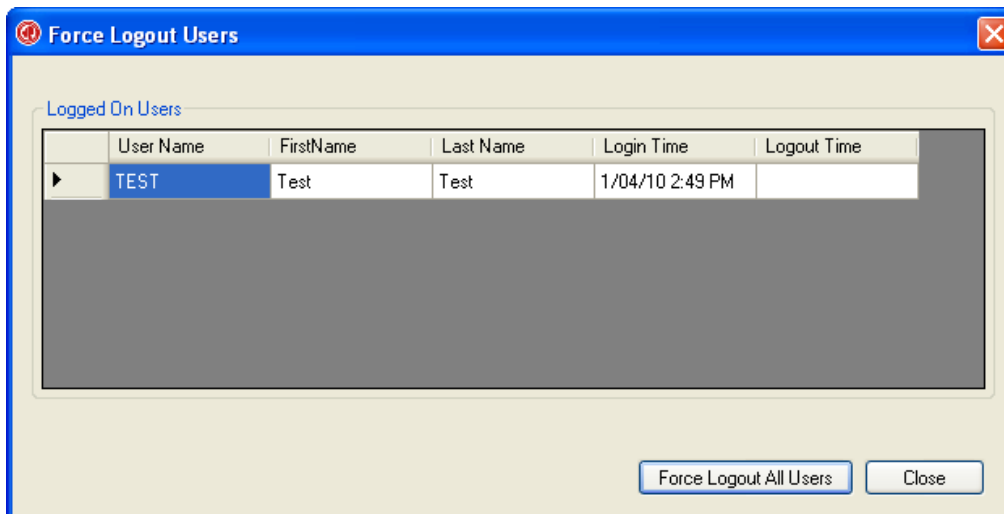 Force Logout Users
Logged On Users
User Name FirstName Last Name Login Time Logout Time
TEST Test Test 1/04/10 2:49 PM
Force Logout All Users Close